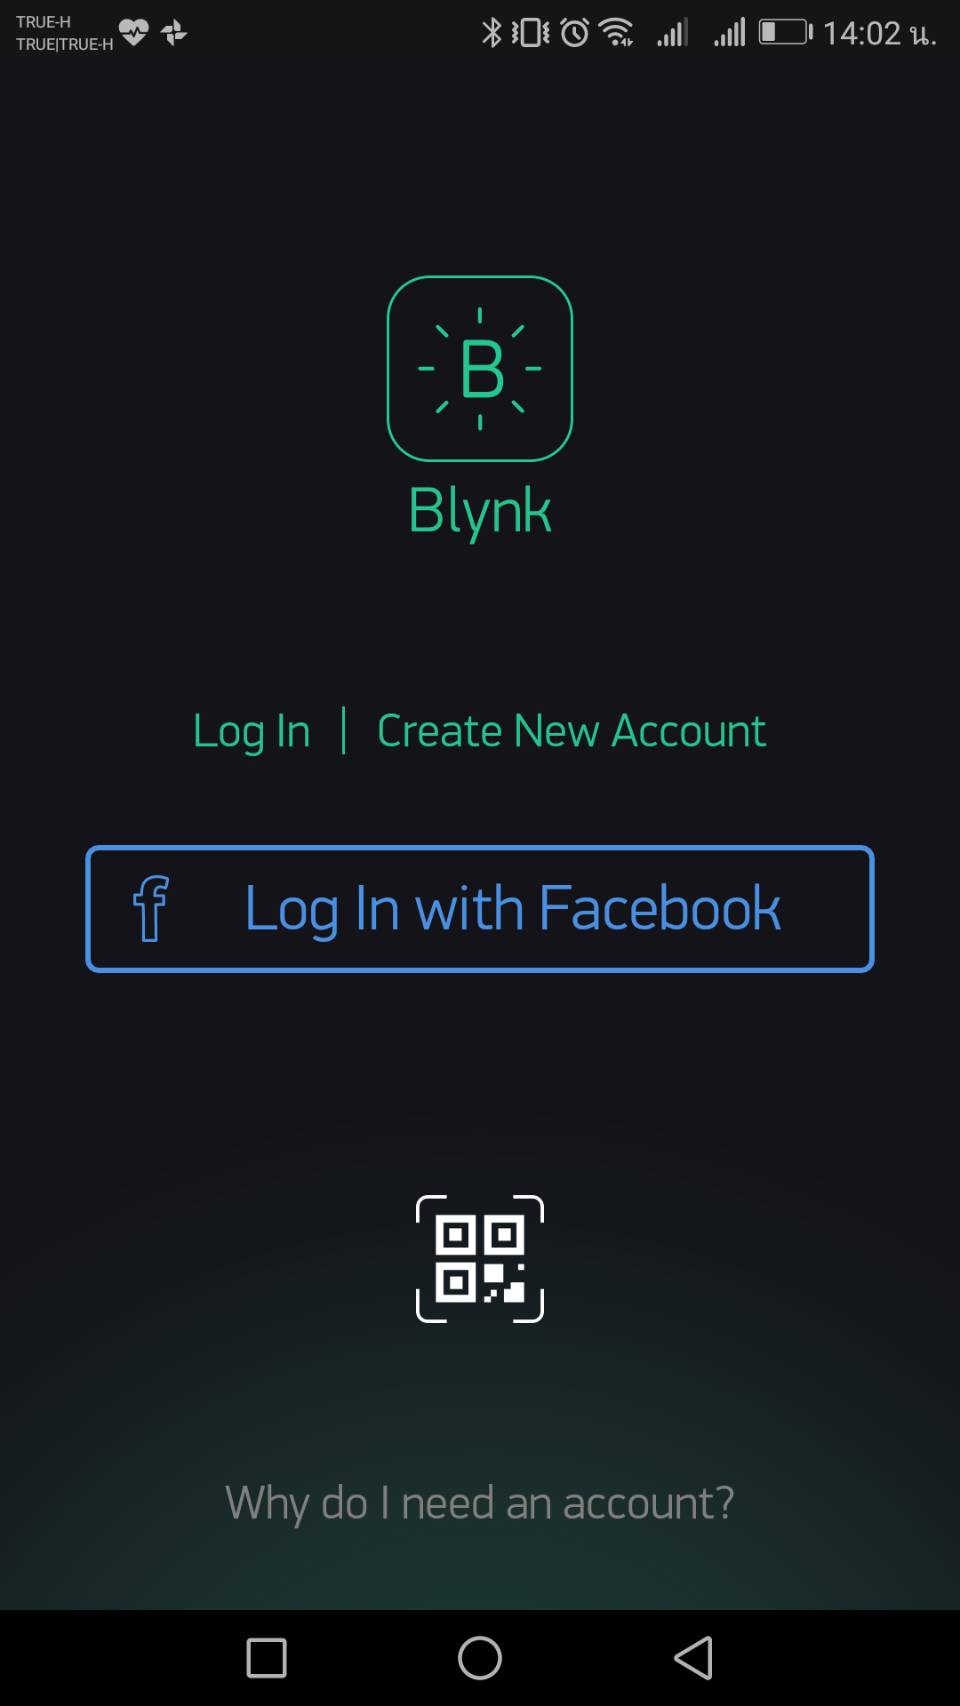 TRUE-H
TRUE|TRUE-H
14:02 น.
B
Blynk
Log In | Create New Account
f Log In with Facebook
Why do I need an account?